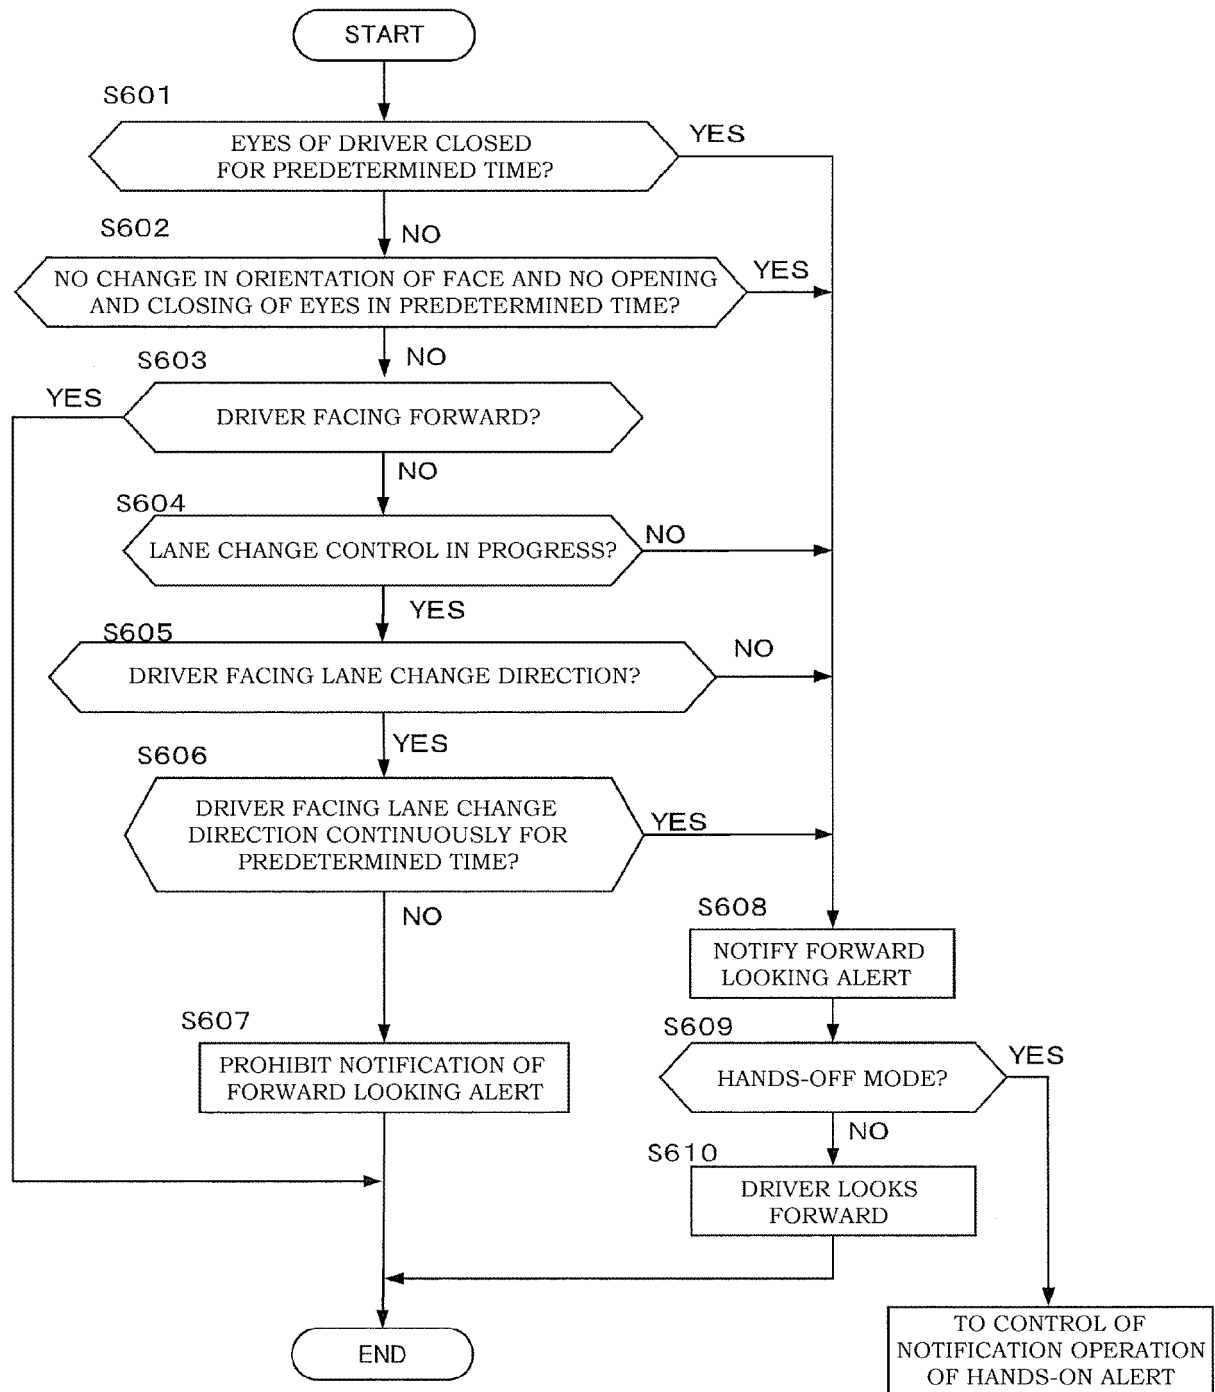 START
S601
EYES OF DRIVER CLOSED
FOR PREDETERMINED TIME?
YES
NO
S602
NO CHANGE IN ORIENTATION OF FACE AND NO OPENING
AND CLOSING OF EYES IN PREDETERMINED TIME?
YES
NO
S603
YES
DRIVER FACING FORWARD?
NO
S604
LANE CHANGE CONTROL IN PROGRESS?
NO
YES
S605
DRIVER FACING LANE CHANGE DIRECTION?
NO
YES
S606
DRIVER FACING LANE CHANGE
DIRECTION CONTINUOUSLY FOR
PREDETERMINED TIME?
YES
NO
S607
PROHIBIT NOTIFICATION OF
FORWARD LOOKING ALERT
S608
NOTIFY FORWARD
LOOKING ALERT
S609
HANDS-OFF MODE?
YES
NO
S610
DRIVER LOOKS
FORWARD
TO CONTROL OF
NOTIFICATION OPERATION
OF HANDS-ON ALERT
END